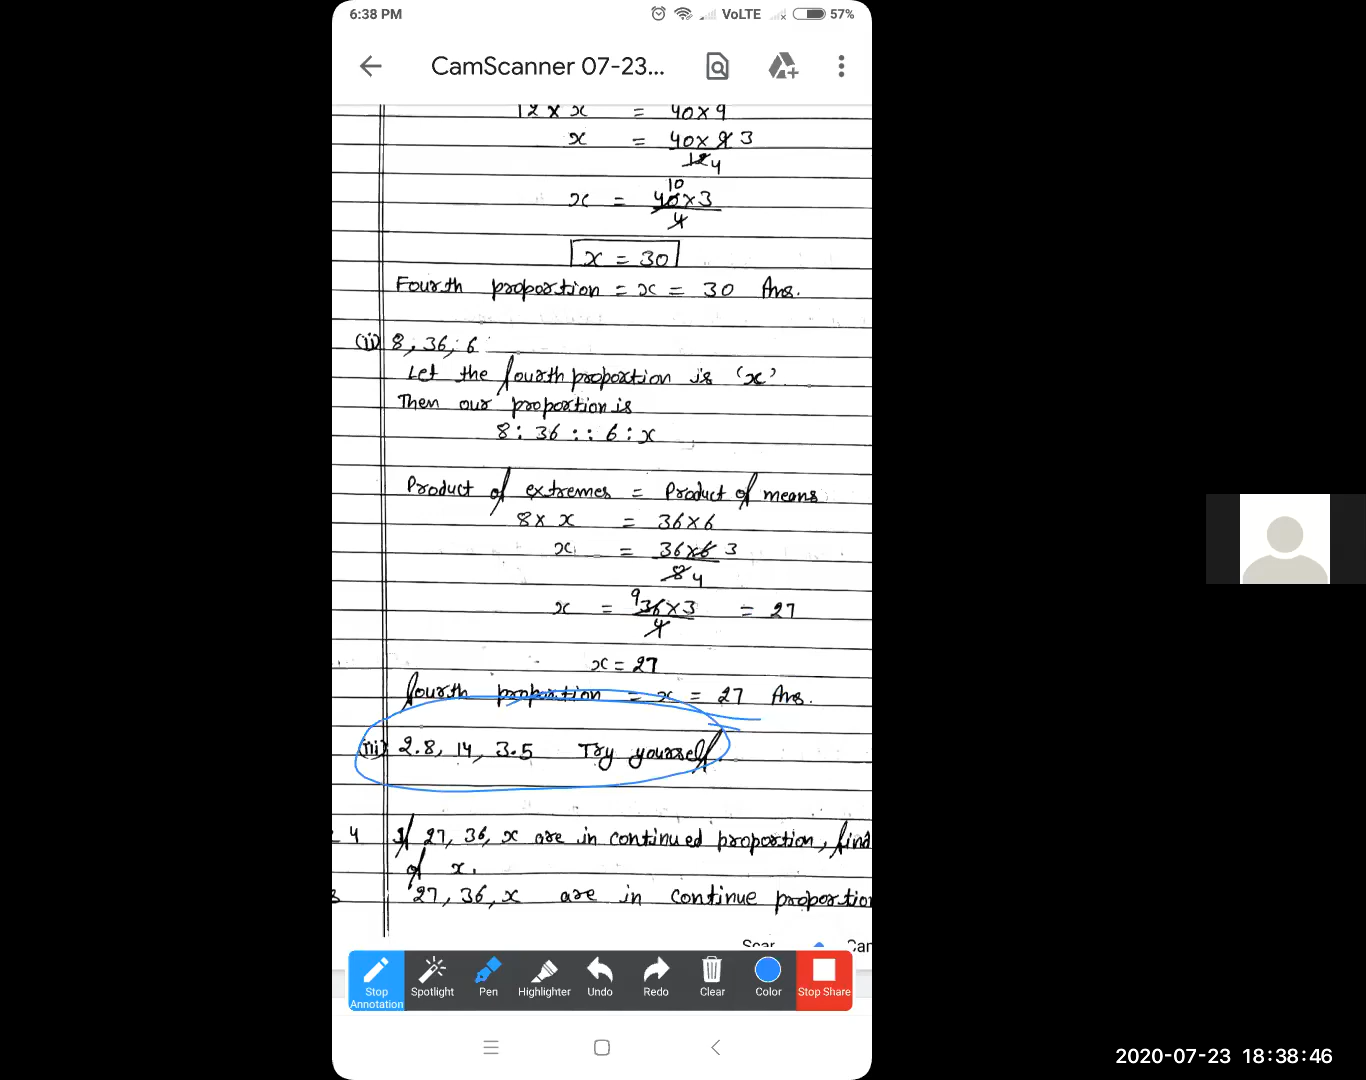 6:38 PM VoLTE 57%
CamScanner 07-23...
12 × x = 40×9
x = 40×9 3
12 4
10
x = 40×3
4
x = 30
Fourth proportion = x = 30 Ans.
(ii) 8, 36, 6
Let the fourth proportion is 'x'.
Then our proportion is
8 : 36 :: 6 : x
Product of extremes = Product of means
8 × x = 36×6
x = 36×6 3
8 4
9
x = 36×3 = 27
4
x = 27
fourth proportion = x = 27 Ans.
(iii) 2.8, 14, 3.5 Try yourself.
4 If 27, 36, x are in continued proportion, find
of x.
27, 36, x are in continue proportion
Stop Annotation Spotlight Pen Highlighter Undo Redo Clear Color Stop Share
2020-07-23 18:38:46